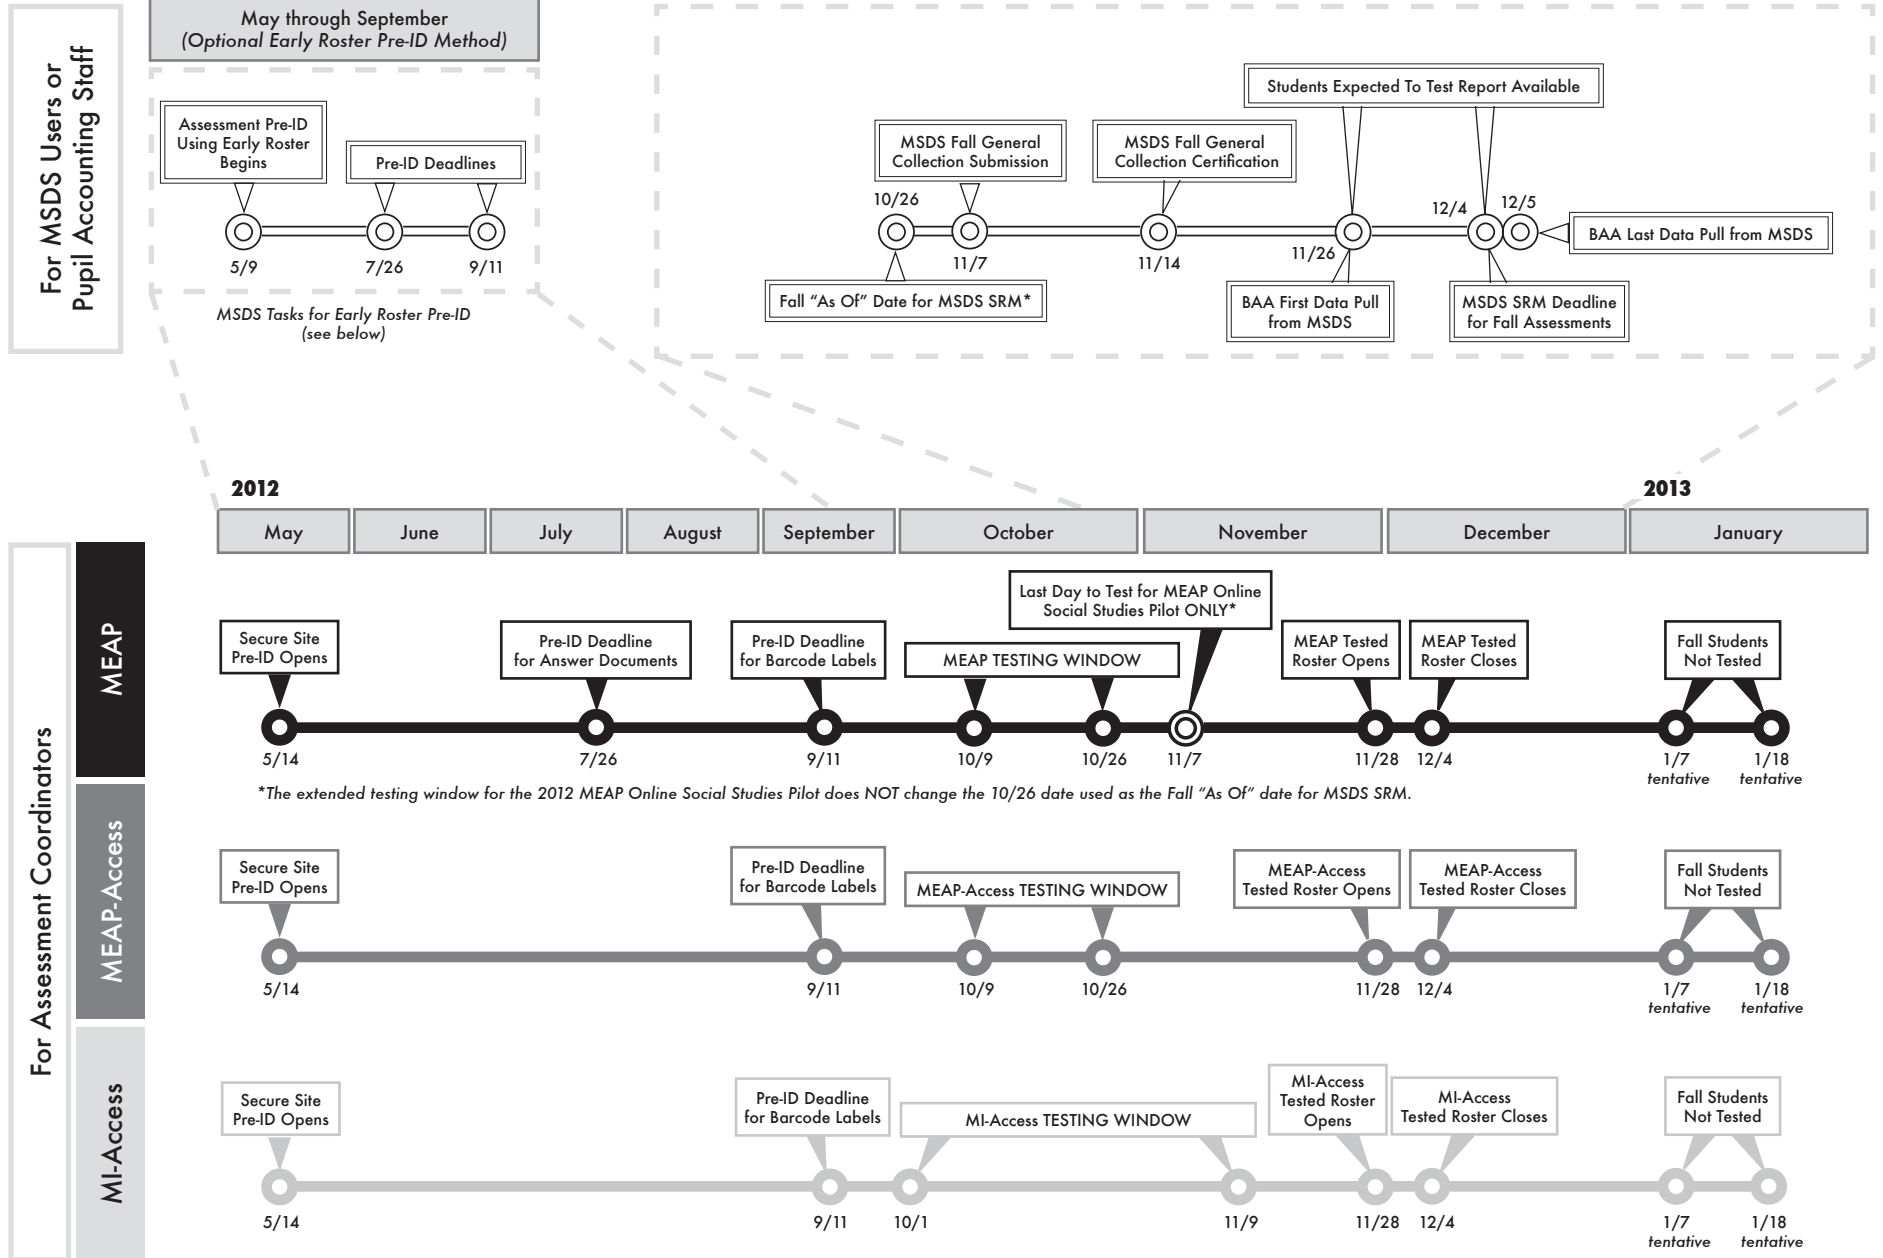 For MSDS Users or
Pupil Accounting Staff
May through September
(Optional Early Roster Pre-ID Method)
Assessment Pre-ID
Using Early Roster
Begins
Pre-ID Deadlines
5/9
7/26
9/11
MSDS Tasks for Early Roster Pre-ID
(see below)
Students Expected To Test Report Available
MSDS Fall General
Collection Submission
MSDS Fall General
Collection Certification
10/26
12/4
12/5
BAA Last Data Pull from MSDS
11/7
11/14
11/26
Fall “As Of” Date for MSDS SRM*
BAA First Data Pull
from MSDS
MSDS SRM Deadline
for Fall Assessments
2012
2013
May
June
July
August
September
October
November
December
January
For Assessment Coordinators
MEAP
Secure Site
Pre-ID Opens
Pre-ID Deadline
for Answer Documents
Pre-ID Deadline
for Barcode Labels
MEAP TESTING WINDOW
Last Day to Test for MEAP Online
Social Studies Pilot ONLY*
MEAP Tested
Roster Opens
MEAP Tested
Roster Closes
Fall Students
Not Tested
5/14
7/26
9/11
10/9
10/26
11/7
11/28
12/4
1/7
tentative
1/18
tentative
*The extended testing window for the 2012 MEAP Online Social Studies Pilot does NOT change the 10/26 date used as the Fall “As Of” date for MSDS SRM.
MEAP-Access
Secure Site
Pre-ID Opens
Pre-ID Deadline
for Barcode Labels
MEAP-Access TESTING WINDOW
MEAP-Access
Tested Roster Opens
MEAP-Access
Tested Roster Closes
Fall Students
Not Tested
5/14
9/11
10/9
10/26
11/28
12/4
1/7
tentative
1/18
tentative
MI-Access
Secure Site
Pre-ID Opens
Pre-ID Deadline
for Barcode Labels
MI-Access TESTING WINDOW
MI-Access
Tested Roster
Opens
MI-Access
Tested Roster Closes
Fall Students
Not Tested
5/14
9/11
10/1
11/9
11/28
12/4
1/7
tentative
1/18
tentative